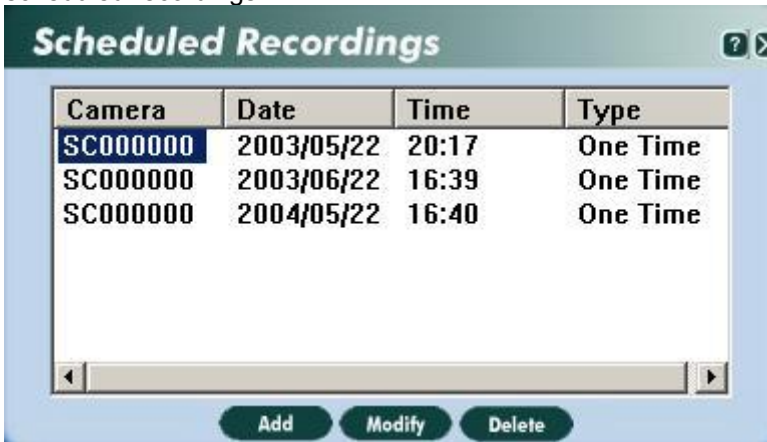 Scheduled Recordings
Camera Date Time Type
SC000000 2003/05/22 20:17 One Time
SC000000 2003/06/22 16:39 One Time
SC000000 2004/05/22 16:40 One Time
Add Modify Delete